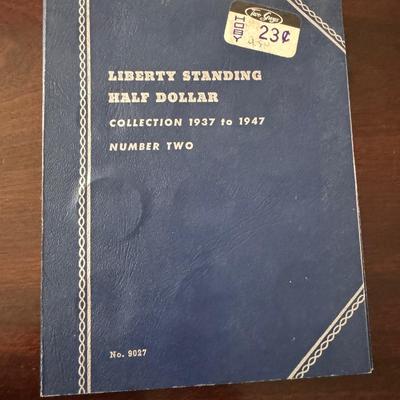 HOBBY
23¢
LIBERTY STANDING
HALF DOLLAR
COLLECTION 1937 to 1947
NUMBER TWO
No. 9027